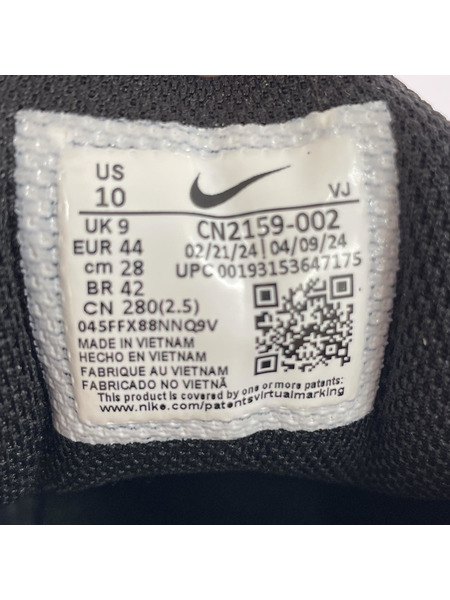 US
10
VJ
UK 9
CN2159-002
EUR 44
02/21/24 | 04/09/24
cm 28
UPC 00193153647175
BR 42
CN 280(2.5)
045FFX88NNQ9V
MADE IN VIETNAM
HECHO EN VIETNAM
FABRIQUE AU VIETNAM
FABRICADO NO VIETNÃ
This product is covered by one or more patents:
www.nike.com/patentsvirtualmarking